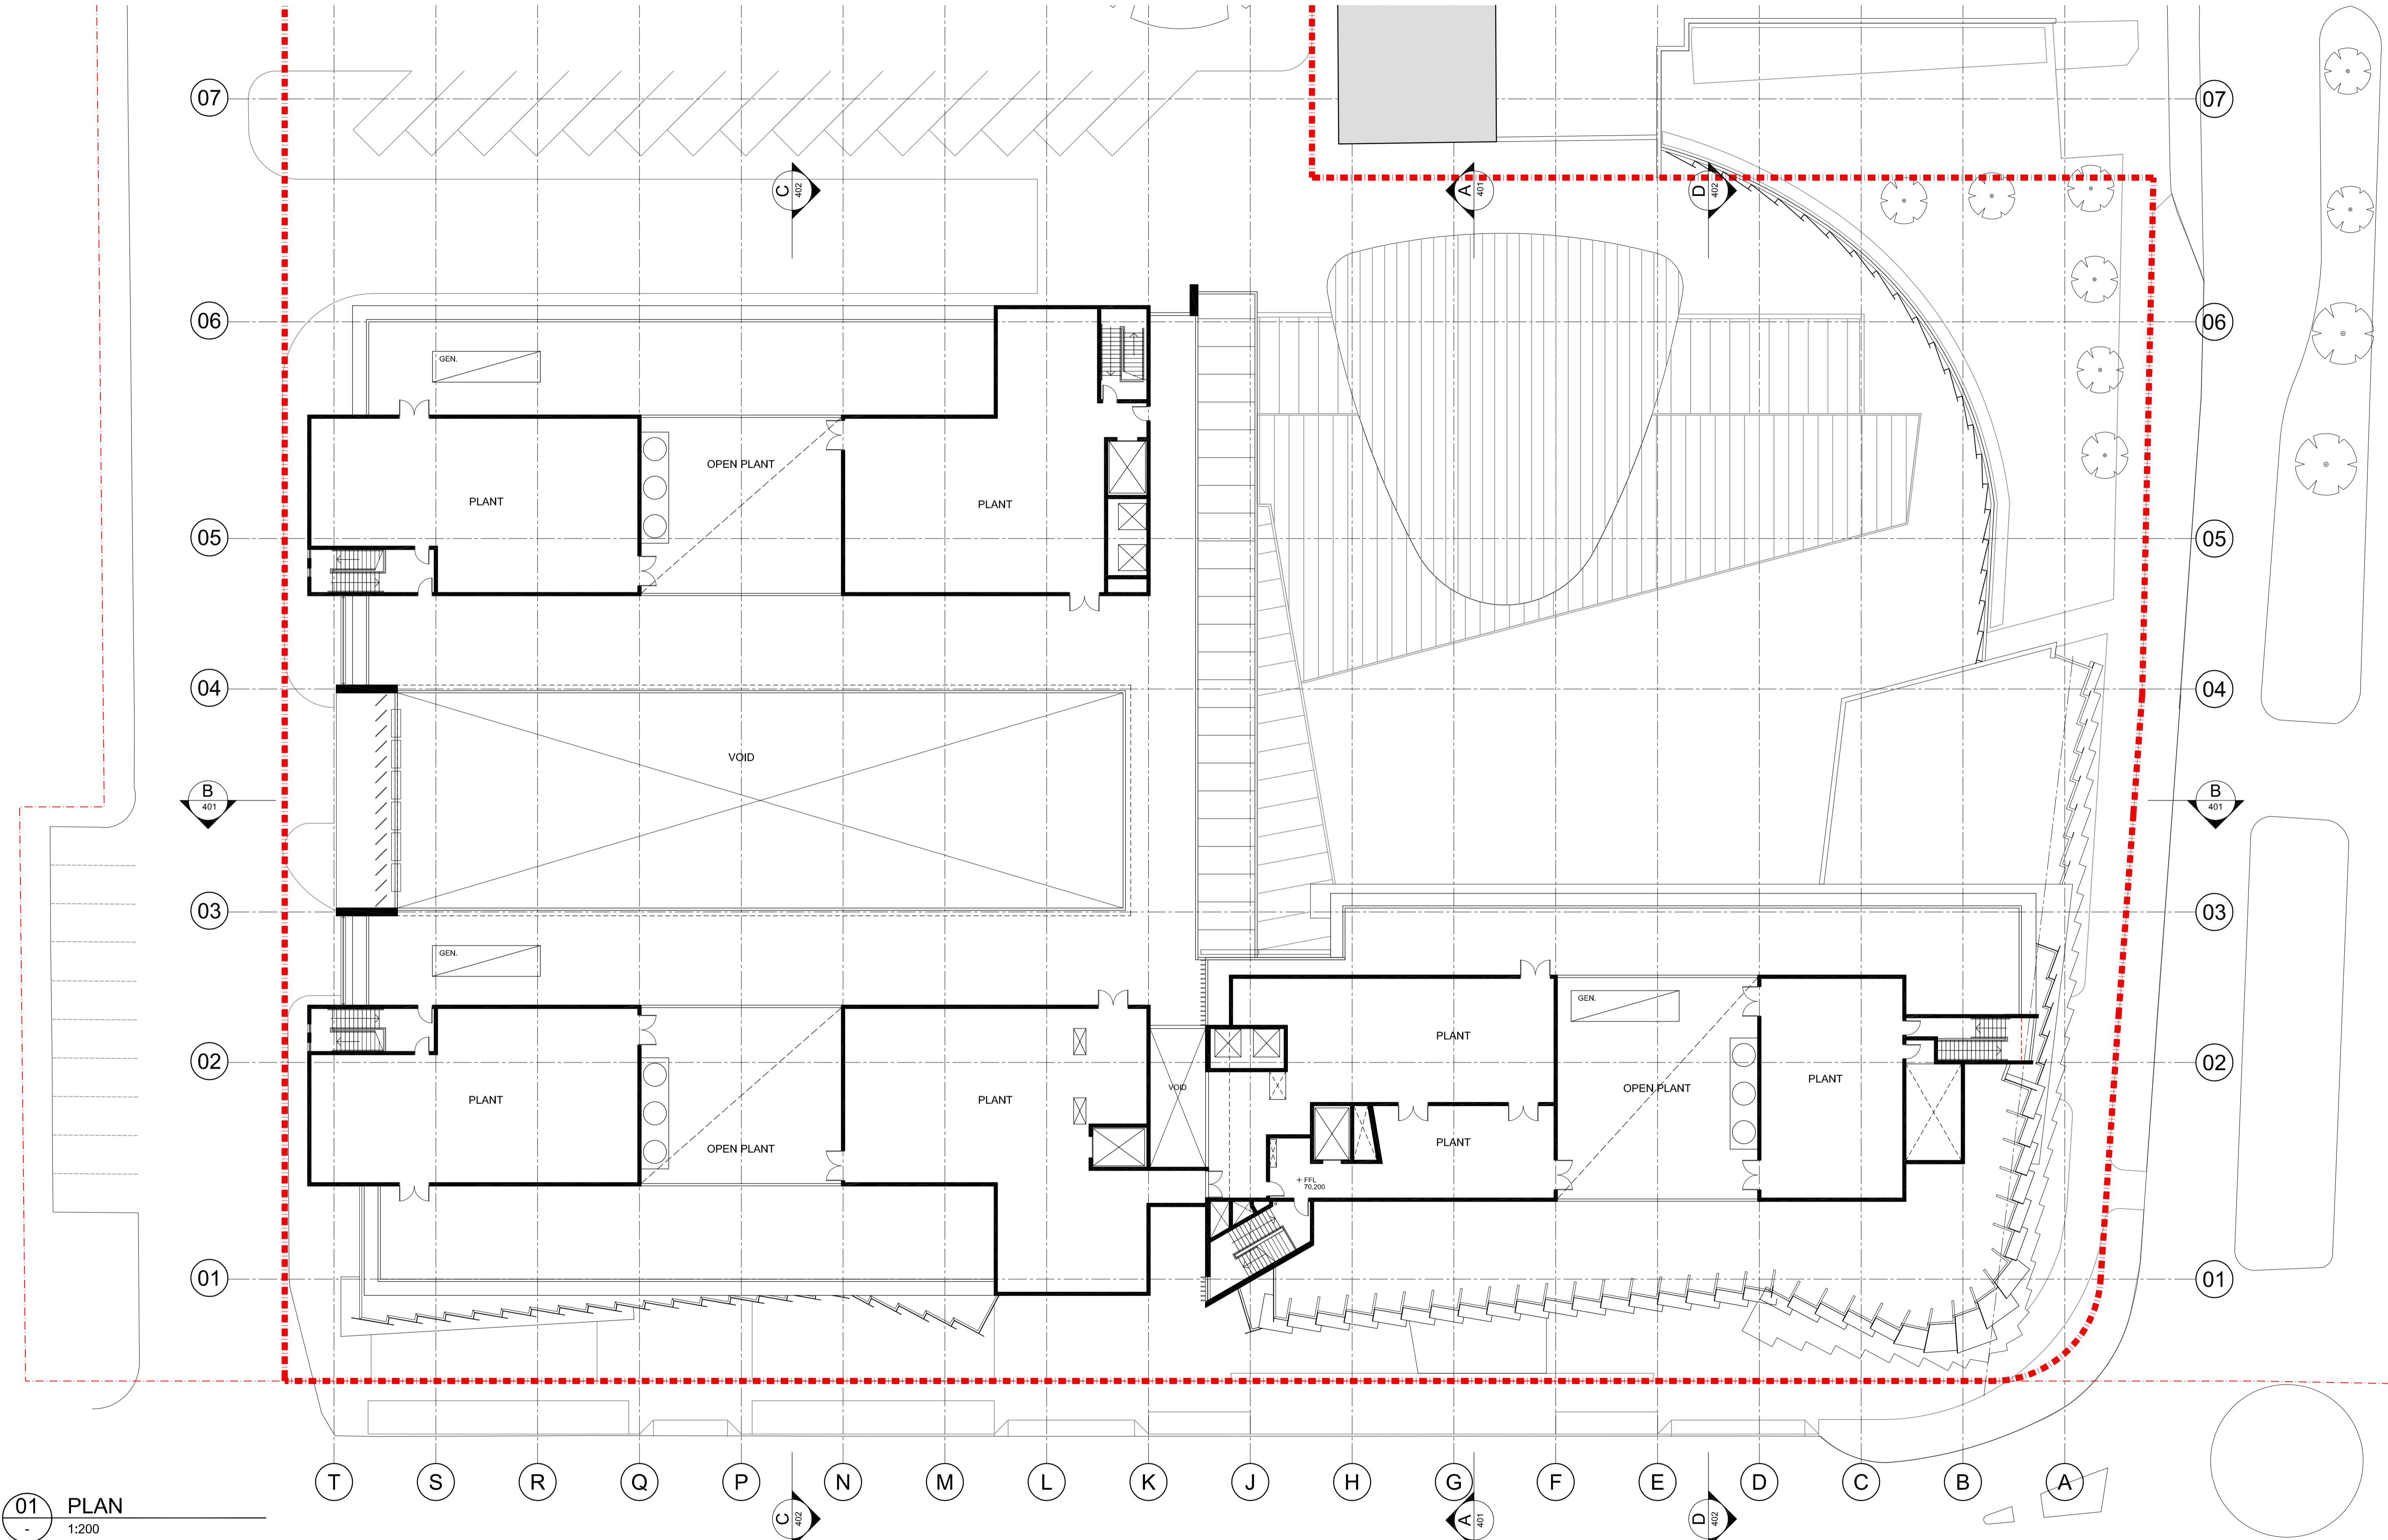 07
07
C
402
A
401
D
402
06
06
GEN.
OPEN PLANT
PLANT
PLANT
05
05
04
04
VOID
B
401
B
401
03
03
GEN.
GEN.
PLANT
02
02
VOID
PLANT
OPEN PLANT
PLANT
PLANT
PLANT
OPEN PLANT
PLANT
+ FFL
70.200
01
01
T
S
R
Q
P
N
M
L
K
J
H
G
F
E
D
C
B
A
C
402
A
401
D
402
01
PLAN
-
1:200